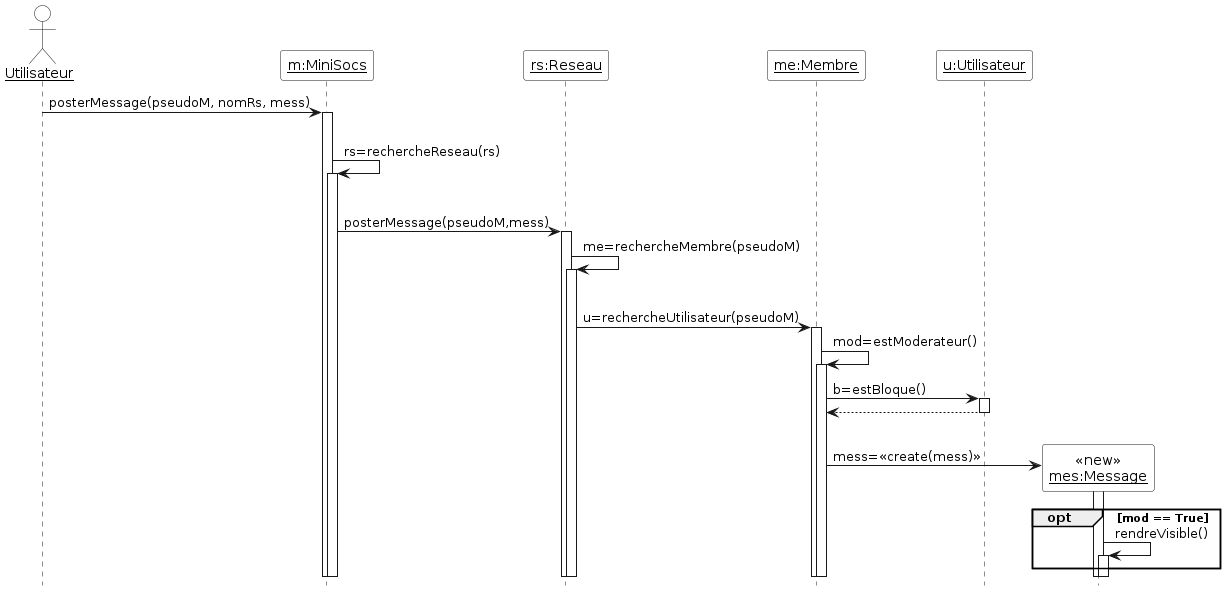 Utilisateur
m:MiniSocs
rs:Reseau
me:Membre
u:Utilisateur
posterMessage(pseudoM, nomRs, mess)
rs=rechercheReseau(rs)
posterMessage(pseudoM,mess)
me=rechercheMembre(pseudoM)
u=rechercheUtilisateur(pseudoM)
mod=estModerateur()
b=estBloque()
mess=«create(mess)»
«new»
mes:Message
opt
[mod == True]
rendreVisible()